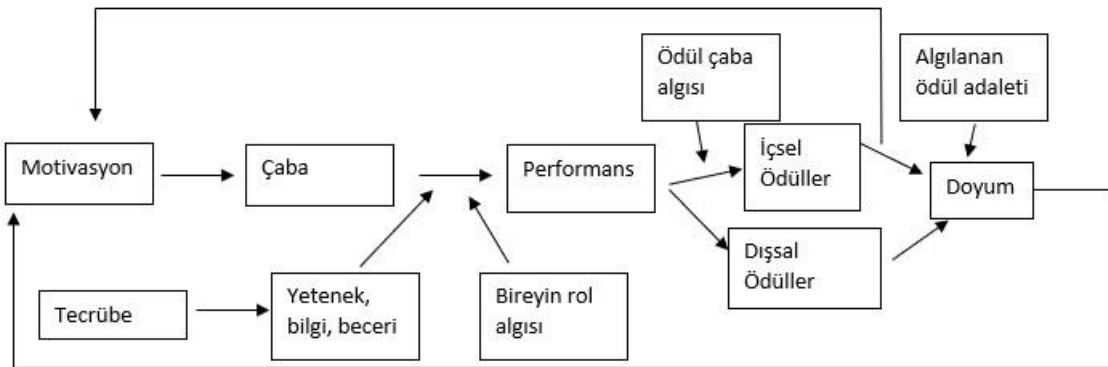 Ödül çaba
algısı
Algılanan
ödül adaleti
Motivasyon
Çaba
Performans
İçsel
Ödüller
Doyum
Dışsal
Ödüller
Tecrübe
Yetenek,
bilgi, beceri
Bireyin rol
algısı